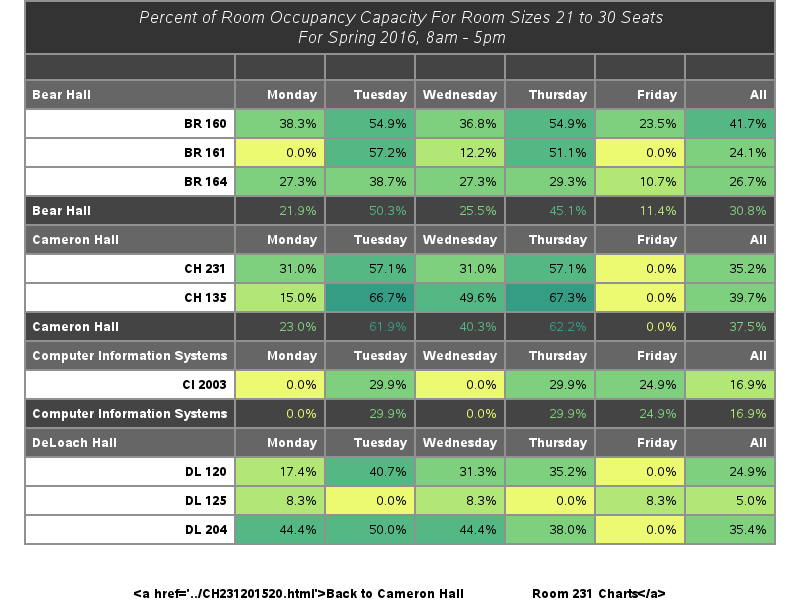 Percent of Room Occupancy Capacity For Room Sizes 21 to 30 Seats
For Spring 2016, 8am - 5pm
Bear Hall Monday Tuesday Wednesday Thursday Friday All
BR 160 38.3% 54.9% 36.8% 54.9% 23.5% 41.7%
BR 161 0.0% 57.2% 12.2% 51.1% 0.0% 24.1%
BR 164 27.3% 38.7% 27.3% 29.3% 10.7% 26.7%
Bear Hall 21.9% 50.3% 25.5% 45.1% 11.4% 30.8%
Cameron Hall Monday Tuesday Wednesday Thursday Friday All
CH 231 31.0% 57.1% 31.0% 57.1% 0.0% 35.2%
CH 135 15.0% 66.7% 49.6% 67.3% 0.0% 39.7%
Cameron Hall 23.0% 61.9% 40.3% 62.2% 0.0% 37.5%
Computer Information Systems Monday Tuesday Wednesday Thursday Friday All
CI 2003 0.0% 29.9% 0.0% 29.9% 24.9% 16.9%
Computer Information Systems 0.0% 29.9% 0.0% 29.9% 24.9% 16.9%
DeLoach Hall Monday Tuesday Wednesday Thursday Friday All
DL 120 17.4% 40.7% 31.3% 35.2% 0.0% 24.9%
DL 125 8.3% 0.0% 8.3% 0.0% 8.3% 5.0%
DL 204 44.4% 50.0% 44.4% 38.0% 0.0% 35.4%
<a href='../CH231201520.html'>Back to Cameron Hall Room 231 Charts</a>